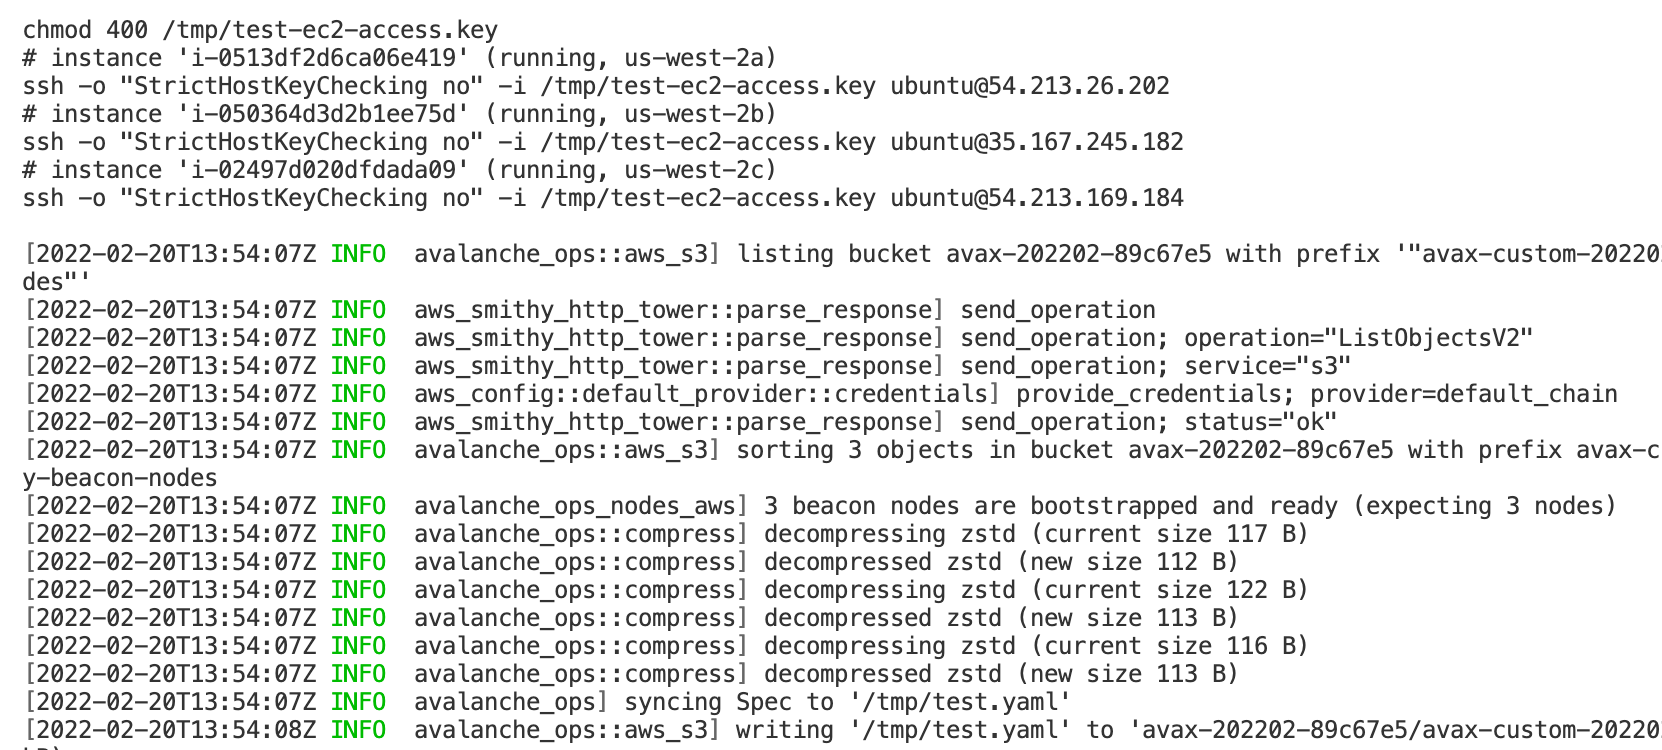 chmod 400 /tmp/test-ec2-access.key
# instance 'i-0513df2d6ca06e419' (running, us-west-2a)
ssh -o "StrictHostKeyChecking no" -i /tmp/test-ec2-access.key ubuntu@54.213.26.202
# instance 'i-050364d3d2b1ee75d' (running, us-west-2b)
ssh -o "StrictHostKeyChecking no" -i /tmp/test-ec2-access.key ubuntu@35.167.245.182
# instance 'i-02497d020dfdada09' (running, us-west-2c)
ssh -o "StrictHostKeyChecking no" -i /tmp/test-ec2-access.key ubuntu@54.213.169.184
[2022-02-20T13:54:07Z INFO  avalanche_ops::aws_s3] listing bucket avax-202202-89c67e5 with prefix '"avax-custom-20220
des"'
[2022-02-20T13:54:07Z INFO  aws_smithy_http_tower::parse_response] send_operation
[2022-02-20T13:54:07Z INFO  aws_smithy_http_tower::parse_response] send_operation; operation="ListObjectsV2"
[2022-02-20T13:54:07Z INFO  aws_smithy_http_tower::parse_response] send_operation; service="s3"
[2022-02-20T13:54:07Z INFO  aws_config::default_provider::credentials] provide_credentials; provider=default_chain
[2022-02-20T13:54:07Z INFO  aws_smithy_http_tower::parse_response] send_operation; status="ok"
[2022-02-20T13:54:07Z INFO  avalanche_ops::aws_s3] sorting 3 objects in bucket avax-202202-89c67e5 with prefix avax-c
y-beacon-nodes
[2022-02-20T13:54:07Z INFO  avalanche_ops_nodes_aws] 3 beacon nodes are bootstrapped and ready (expecting 3 nodes)
[2022-02-20T13:54:07Z INFO  avalanche_ops::compress] decompressing zstd (current size 117 B)
[2022-02-20T13:54:07Z INFO  avalanche_ops::compress] decompressed zstd (new size 112 B)
[2022-02-20T13:54:07Z INFO  avalanche_ops::compress] decompressing zstd (current size 122 B)
[2022-02-20T13:54:07Z INFO  avalanche_ops::compress] decompressed zstd (new size 113 B)
[2022-02-20T13:54:07Z INFO  avalanche_ops::compress] decompressing zstd (current size 116 B)
[2022-02-20T13:54:07Z INFO  avalanche_ops::compress] decompressed zstd (new size 113 B)
[2022-02-20T13:54:07Z INFO  avalanche_ops] syncing Spec to '/tmp/test.yaml'
[2022-02-20T13:54:08Z INFO  avalanche_ops::aws_s3] writing '/tmp/test.yaml' to 'avax-202202-89c67e5/avax-custom-20220